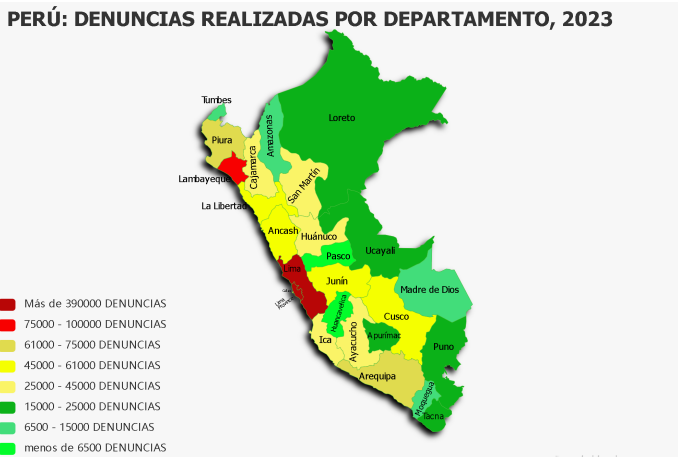 PERÚ: DENUNCIAS REALIZADAS POR DEPARTAMENTO, 2023
Tumbes
Loreto
Amazonas
Piura
Cajamarca
Lambayeque
San Martín
La Libertad
Ancash
Huánuco
Ucayali
Pasco
Lima
Junín
Madre de Dios
Huancavelica
Cusco
Ica
Ayacucho
Apurímac
Puno
Arequipa
Moquegua
Tacna
Más de 390000 DENUNCIAS
75000 - 100000 DENUNCIAS
61000 - 75000 DENUNCIAS
45000 - 61000 DENUNCIAS
25000 - 45000 DENUNCIAS
15000 - 25000 DENUNCIAS
6500 - 15000 DENUNCIAS
menos de 6500 DENUNCIAS